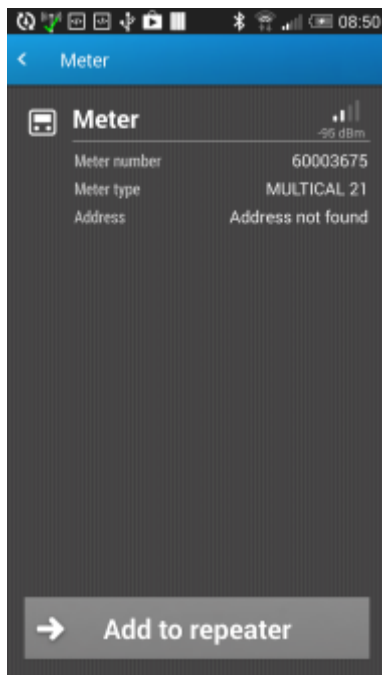 08:50
Meter
Meter
-95 dBm
Meter number 60003675
Meter type MULTICAL 21
Address Address not found
Add to repeater